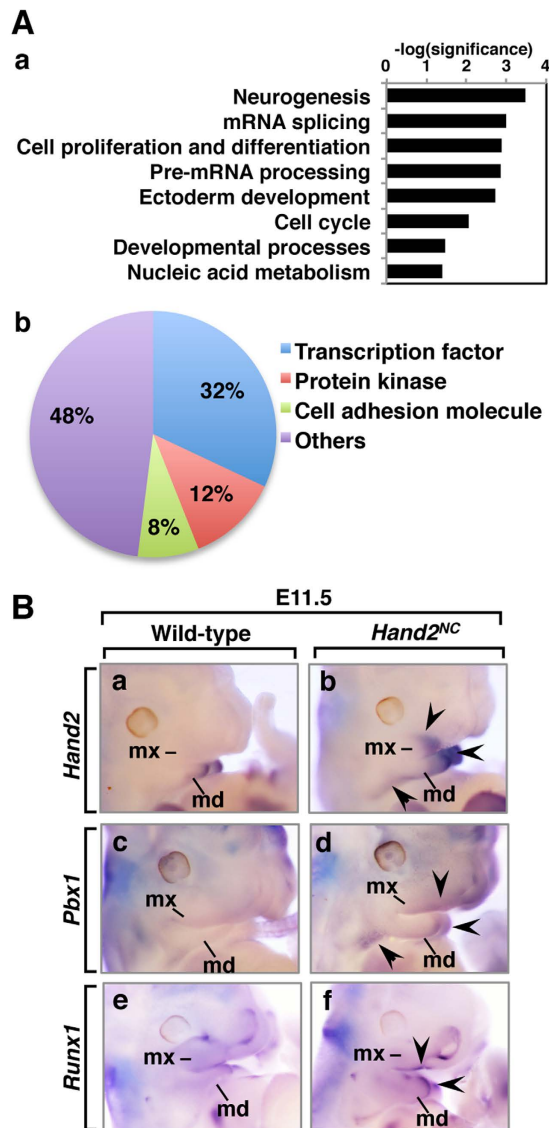 A
a
-log(significance)
0 1 2 3 4
Neurogenesis
mRNA splicing
Cell proliferation and differentiation
Pre-mRNA processing
Ectoderm development
Cell cycle
Developmental processes
Nucleic acid metabolism
b
48%
32%
12%
8%
Transcription factor
Protein kinase
Cell adhesion molecule
Others
B
E11.5
Wild-type
Hand2NC
Hand2
a
mx
md
b
mx
md
Pbx1
c
mx
md
d
mx
md
Runx1
e
mx
md
f
mx
md